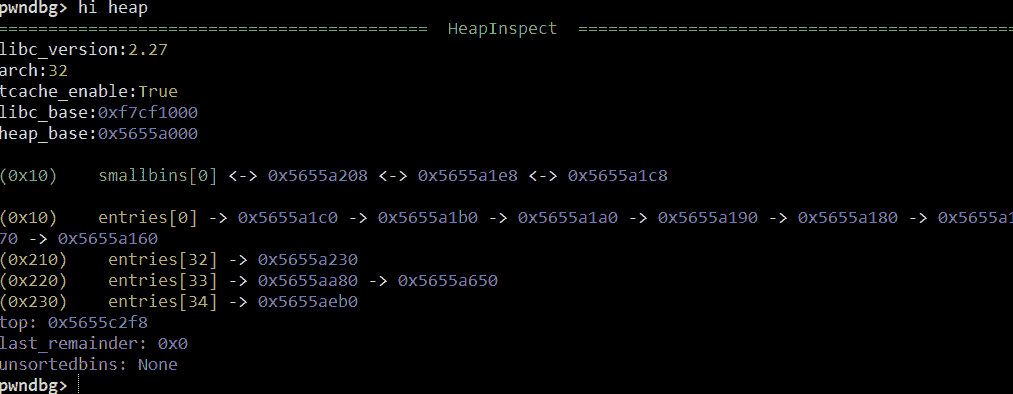 pwndbg> hi heap
========================================== HeapInspect ==========================================
libc_version:2.27
arch:32
tcache_enable:True
libc_base:0xf7cf1000
heap_base:0x5655a000
(0x10) smallbins[0] <-> 0x5655a208 <-> 0x5655a1e8 <-> 0x5655a1c8
(0x10) entries[0] -> 0x5655a1c0 -> 0x5655a1b0 -> 0x5655a1a0 -> 0x5655a190 -> 0x5655a180 -> 0x5655a1
70 -> 0x5655a160
(0x210) entries[32] -> 0x5655a230
(0x220) entries[33] -> 0x5655aa80 -> 0x5655a650
(0x230) entries[34] -> 0x5655aeb0
top: 0x5655c2f8
last_remainder: 0x0
unsortedbins: None
pwndbg>